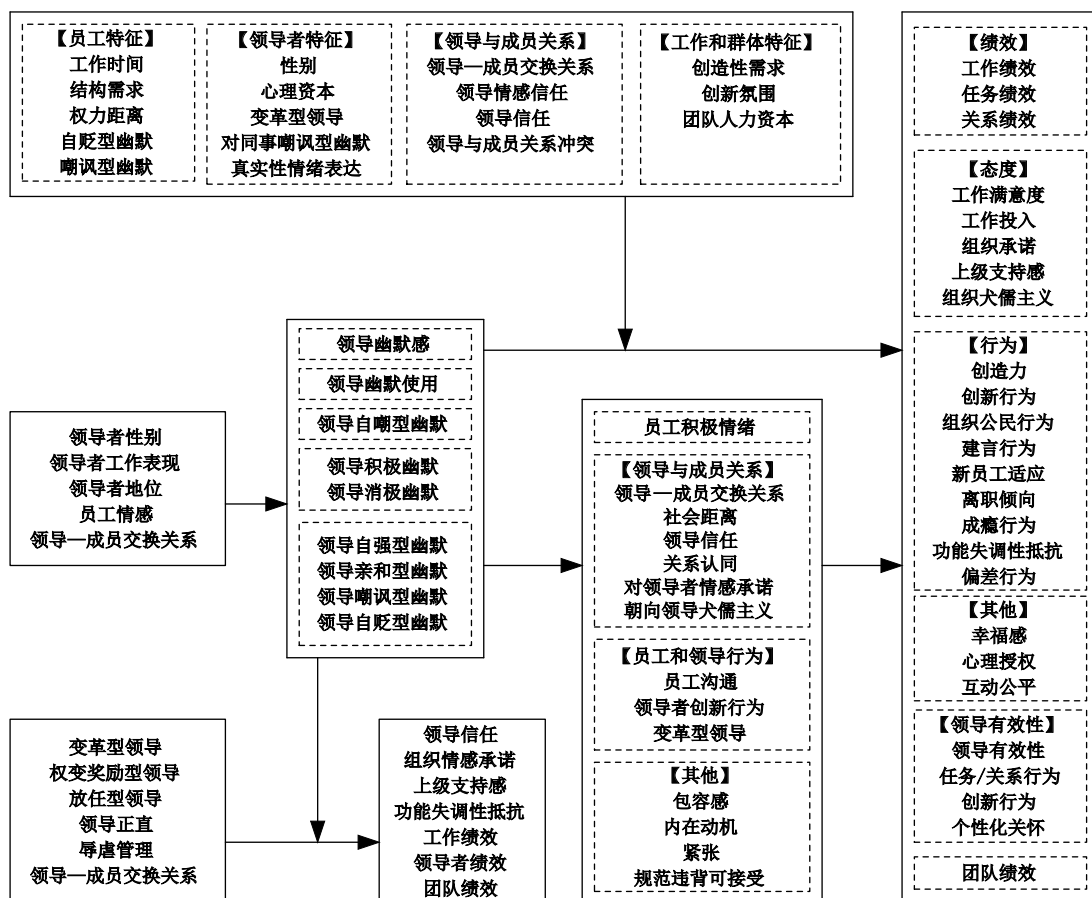 【员工特征】
工作时间
结构需求
权力距离
自贬型幽默
嘲讽型幽默
【领导者特征】
性别
心理资本
变革型领导
对同事嘲讽型幽默
真实性情绪表达
【领导与成员关系】
领导—成员交换关系
领导情感信任
领导信任
领导与成员关系冲突
【工作和群体特征】
创造性需求
创新氛围
团队人力资本
领导者性别
领导者工作表现
领导者地位
员工情感
领导—成员交换关系
领导幽默感
领导幽默使用
领导自嘲型幽默
领导积极幽默
领导消极幽默
领导自强型幽默
领导亲和型幽默
领导嘲讽型幽默
领导自贬型幽默
变革型领导
权变奖励型领导
放任型领导
领导正直
辱虐管理
领导—成员交换关系
领导信任
组织情感承诺
上级支持感
功能失调性抵抗
工作绩效
领导者绩效
团队绩效
员工积极情绪
【领导与成员关系】
领导—成员交换关系
社会距离
领导信任
关系认同
对领导者情感承诺
朝向领导犬儒主义
【员工和领导行为】
员工沟通
领导者创新行为
变革型领导
【其他】
包容感
内在动机
紧张
规范违背可接受
【绩效】
工作绩效
任务绩效
关系绩效
【态度】
工作满意度
工作投入
组织承诺
上级支持感
组织犬儒主义
【行为】
创造力
创新行为
组织公民行为
建言行为
新员工适应
离职倾向
成瘾行为
功能失调性抵抗
偏差行为
【其他】
幸福感
心理授权
互动公平
【领导有效性】
领导有效性
任务/关系行为
创新行为
个性化关怀
团队绩效